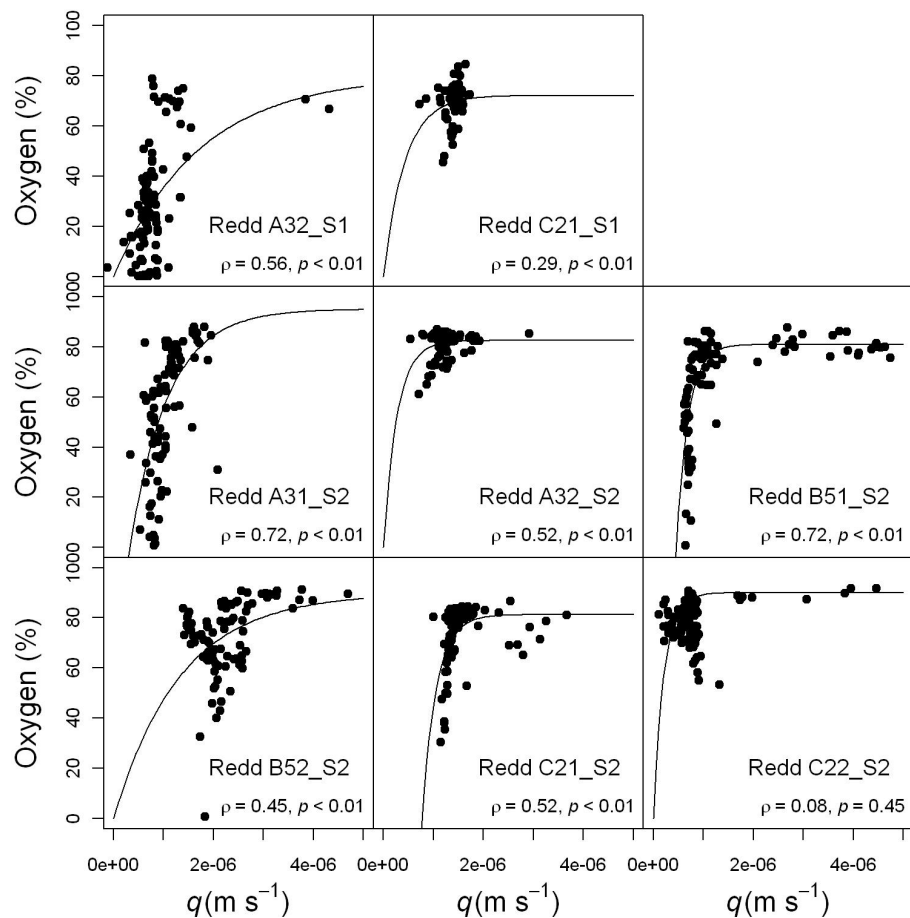 Oxygen (%)
100
80
60
40
20
0
Redd A32_S1
ρ = 0.56, p < 0.01
Redd C21_S1
ρ = 0.29, p < 0.01
Oxygen (%)
100
80
60
40
20
0
Redd A31_S2
ρ = 0.72, p < 0.01
Redd A32_S2
ρ = 0.52, p < 0.01
Redd B51_S2
ρ = 0.72, p < 0.01
Oxygen (%)
100
80
60
40
20
0
Redd B52_S2
ρ = 0.45, p < 0.01
Redd C21_S2
ρ = 0.52, p < 0.01
Redd C22_S2
ρ = 0.08, p = 0.45
0e+00 2e-06 4e-06
0e+00 2e-06 4e-06
0e+00 2e-06 4e-06
q(m s⁻¹)
q(m s⁻¹)
q(m s⁻¹)